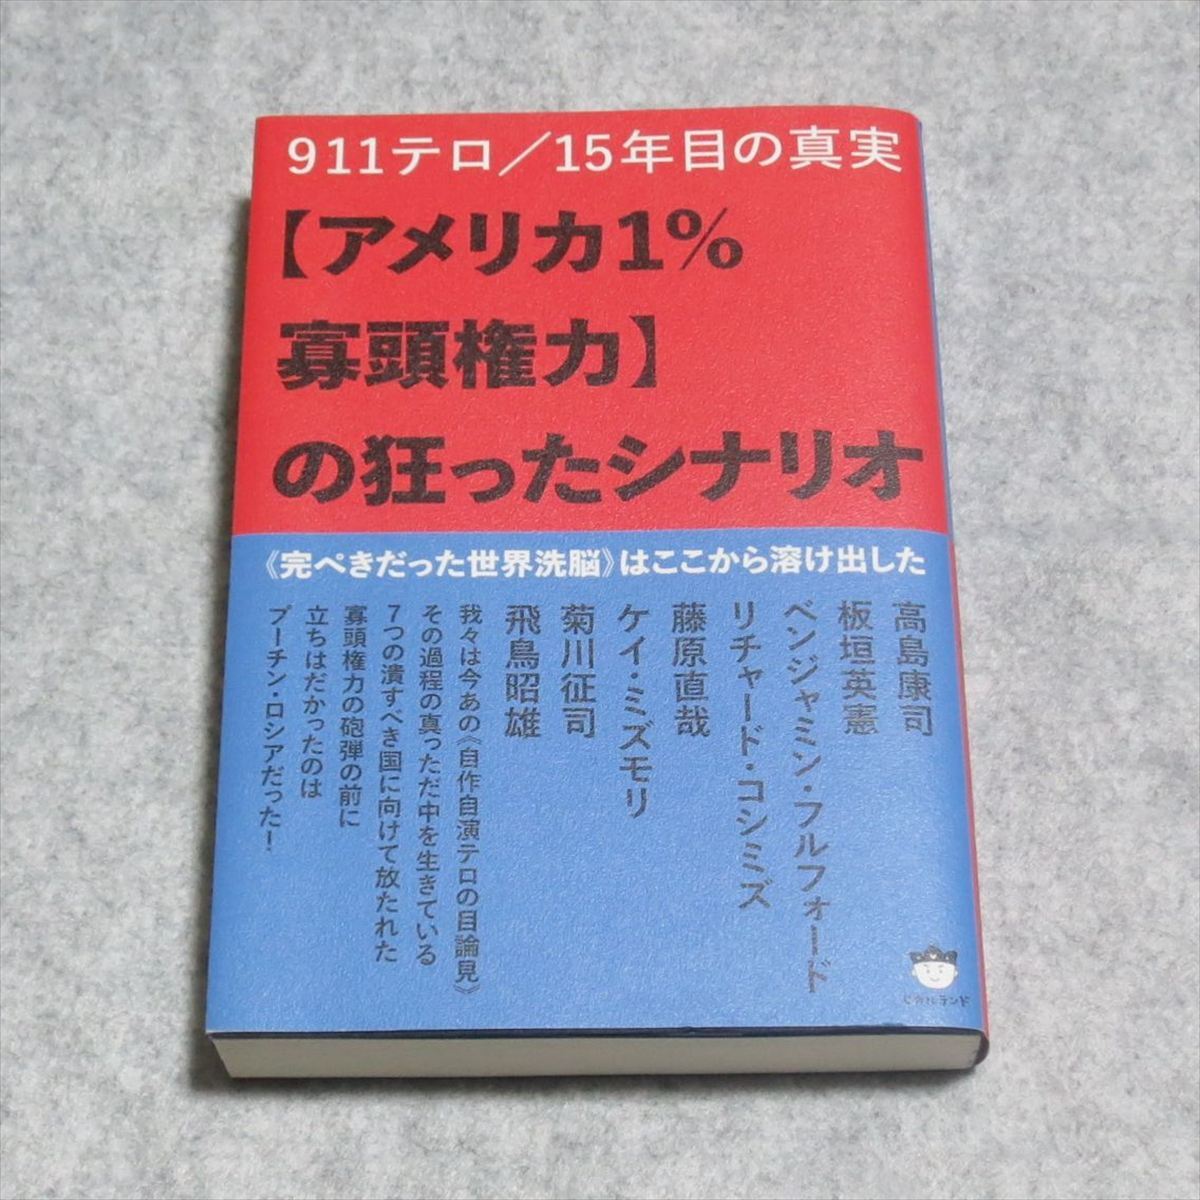 911テロ／15年目の真実
【アメリカ1%
寡頭権力】
の狂ったシナリオ
《完ぺきだった世界洗脳》はここから溶け出した
高島康司
板垣英憲
ベンジャミン・フルフォード
リチャード・コシミズ
藤原直哉
ケイ・ミズモリ
菊川征司
飛鳥昭雄
我々は今あの《自作自演テロの目論見》
その過程の真っただ中を生きている
7つの潰すべき国に向けて放たれた
寡頭権力の砲弾の前に
立ちはだかったのは
プーチン・ロシアだった！
ヒカルランド